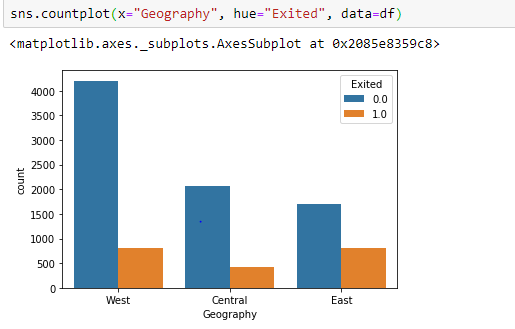 sns.countplot(x="Geography", hue="Exited", data=df)
<matplotlib.axes._subplots.AxesSubplot at 0x2085e8359c8>
Exited
0.0
1.0
4000
3500
3000
2500
2000
1500
1000
500
0
count
West Central East
Geography